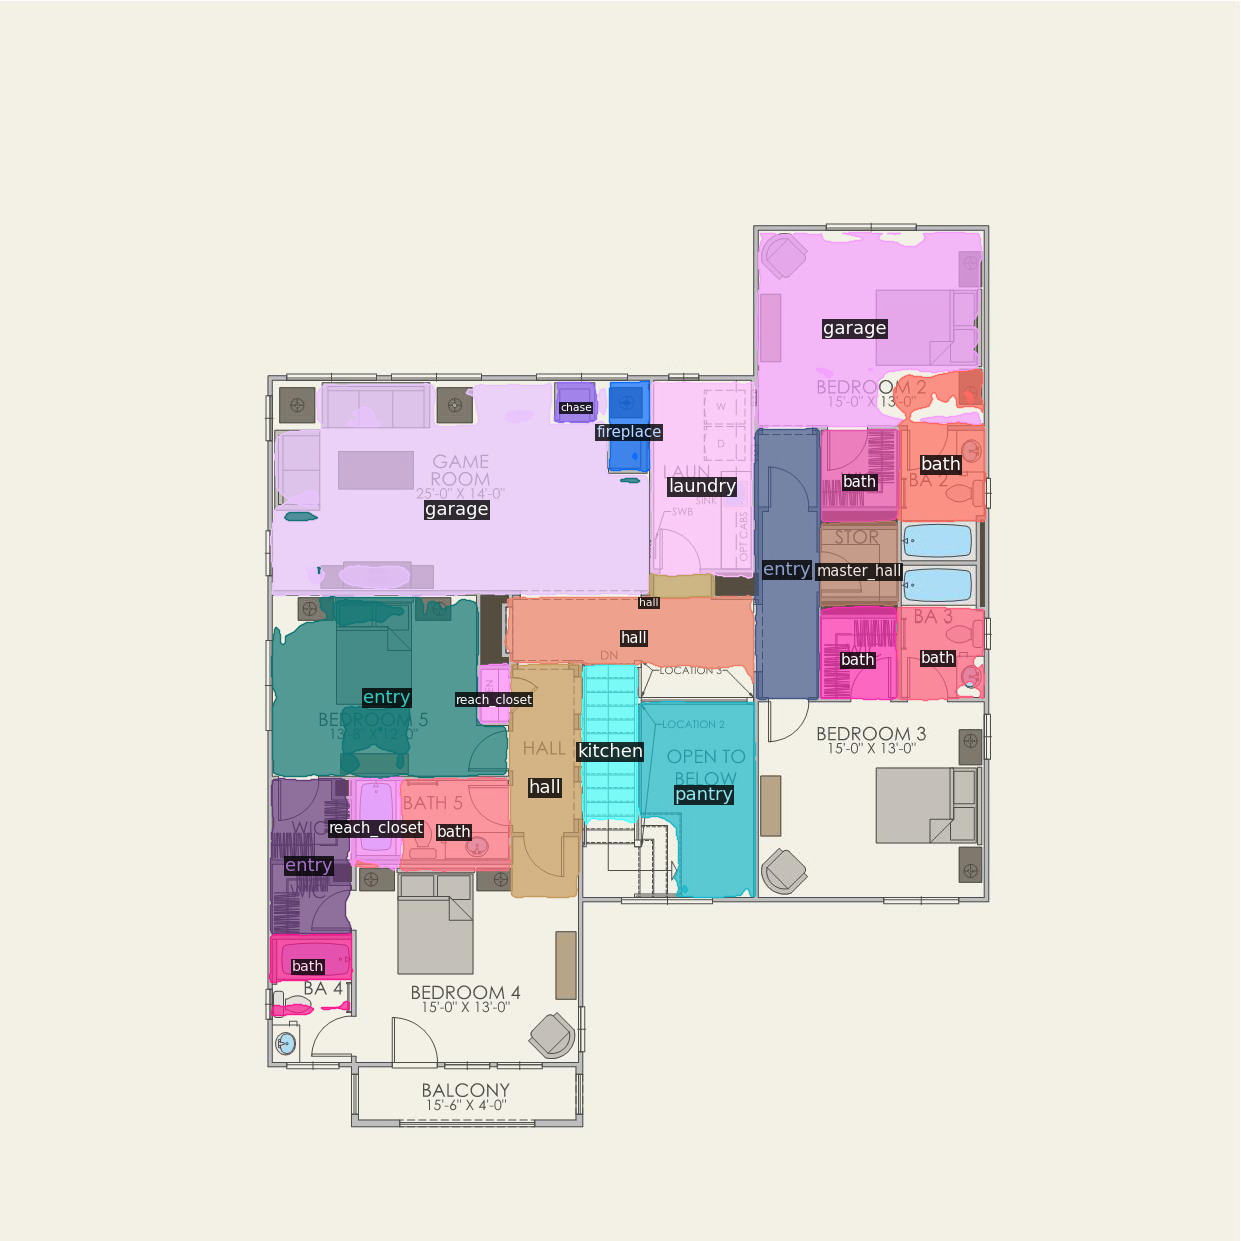 garage
BEDROOM 2
15'-0" X 13'-0"
chase
W
fireplace
D
GAME
ROOM
25'-0" X 14'-0"
garage
LAUN
laundry
SINK
SWB
OPT CABS
bath
BA 2
bath
STOR
entry
master_hall
hall
hall
DN
LOCATION 3
BA 3
bath
bath
entry
reach_closet
BEDROOM 5
13'-8" X 12'-0"
LOCATION 2
HALL
kitchen
OPEN TO
BELOW
pantry
BEDROOM 3
15'-0" X 13'-0"
hall
BATH 5
reach_closet
bath
WIC
entry
WIC
bath
BA 4
BEDROOM 4
15'-0" X 13'-0"
BALCONY
15'-6" X 4'-0"